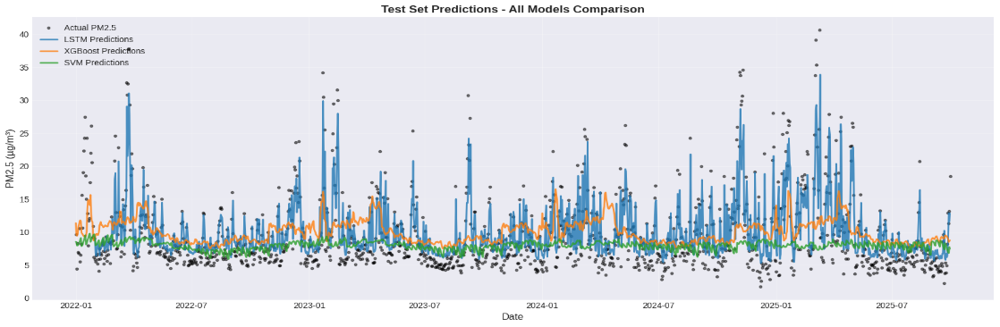 Test Set Predictions - All Models Comparison
Actual PM2.5
LSTM Predictions
XGBoost Predictions
SVM Predictions
PM2.5 (µg/m³)
40
35
30
25
20
15
10
5
0
2022-01 2022-07 2023-01 2023-07 2024-01 2024-07 2025-01 2025-07
Date